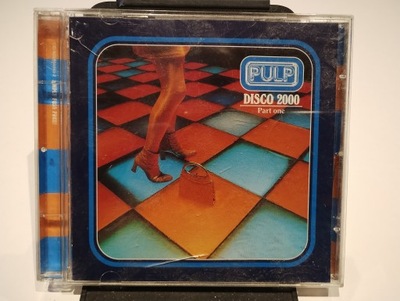 PULP
DISCO 2000
Part one